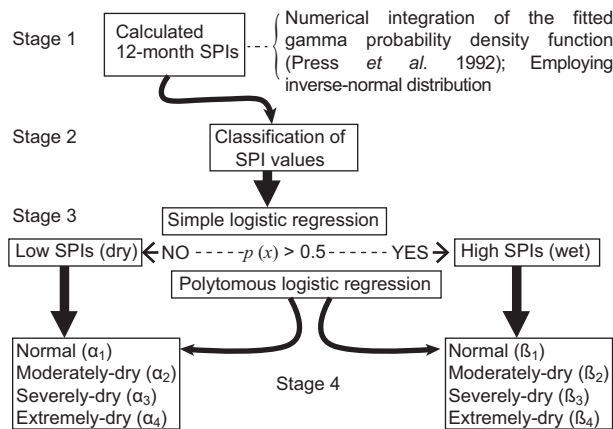 Stage 1
Calculated
12-month SPIs
Numerical integration of the fitted
gamma probability density function
(Press et al. 1992); Employing
inverse-normal distribution
Stage 2
Classification of
SPI values
Stage 3
Simple logistic regression
Low SPIs (dry)
NO
p (x) > 0.5
YES
High SPIs (wet)
Polytomous logistic regression
Normal (α₁)
Moderately-dry (α₂)
Severely-dry (α₃)
Extremely-dry (α₄)
Stage 4
Normal (ß₁)
Moderately-dry (ß₂)
Severely-dry (ß₃)
Extremely-dry (ß₄)